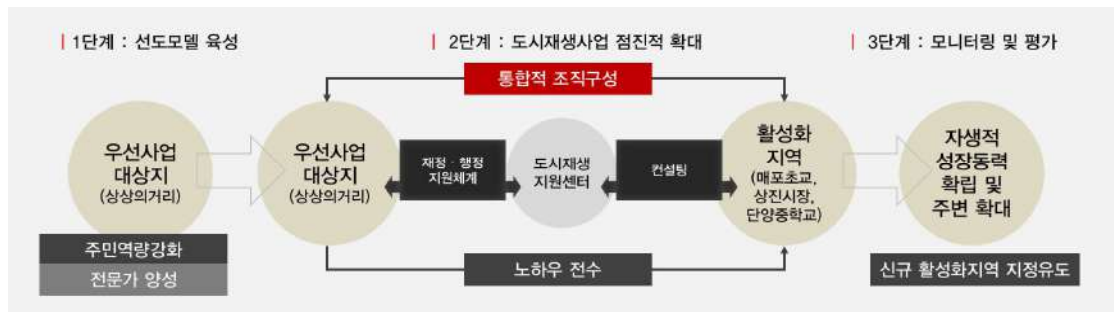 1단계 : 선도모델 육성
2단계 : 도시재생사업 점진적 확대
3단계 : 모니터링 및 평가
통합적 조직구성
우선사업
대상지
(상상의거리)
우선사업
대상지
(상상의거리)
재정 · 행정
지원체계
도시재생
지원센터
컨설팅
활성화
지역
(매포초교,
상진시장,
단양중학교)
자생적
성장동력
확립 및
주변 확대
주민역량강화
전문가 양성
노하우 전수
신규 활성화지역 지정유도